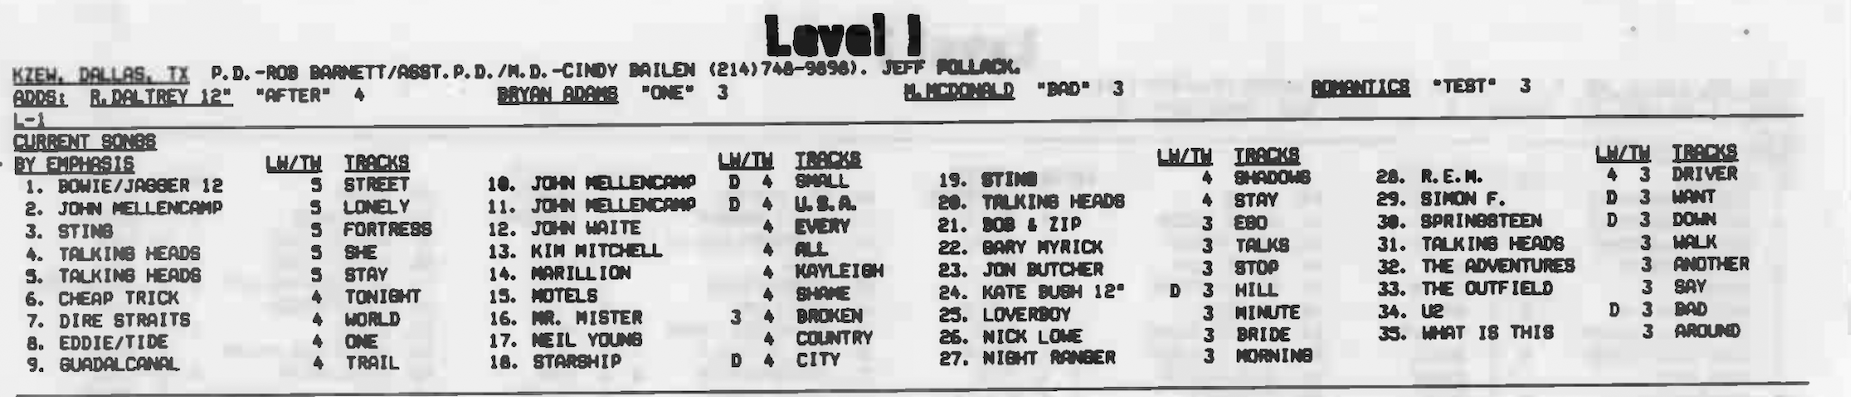 Level 1
KZEW, DALLAS, TX P.D.-ROB BARNETT/ASST.P.D./M.D.-CINDY BAILEN (214)748-9898). JEFF POLLACK.
ADDS: R.DALTREY 12" "AFTER" 4 BRYAN ADAMS "ONE" 3 M.MCDONALD "BAD" 3 ROMANTICS "TEST" 3
L-1
CURRENT SONGS
BY EMPHASIS LW/TW TRACKS LW/TW TRACKS LW/TW TRACKS LW/TW TRACKS
1. BOWIE/JAGGER 12 5 STREET 10. JOHN MELLENCAMP D 4 SMALL 19. STING 4 SHADOWS 28. R.E.M. 4 3 DRIVER
2. JOHN MELLENCAMP 5 LONELY 11. JOHN MELLENCAMP D 4 U.S.A. 20. TALKING HEADS 4 STAY 29. SIMON F. D 3 WANT
3. STING 5 FORTRESS 12. JOHN WAITE 4 EVERY 21. BOB & ZIP 3 EGO 30. SPRINGSTEEN D 3 DOWN
4. TALKING HEADS 5 SHE 13. KIM MITCHELL 4 ALL 22. GARY MYRICK 3 TALKS 31. TALKING HEADS 3 WALK
5. TALKING HEADS 5 STAY 14. MARILLION 4 KAYLEIGH 23. JON BUTCHER 3 STOP 32. THE ADVENTURES 3 ANOTHER
6. CHEAP TRICK 4 TONIGHT 15. MOTELS 4 SHAME 24. KATE BUSH 12" D 3 HILL 33. THE OUTFIELD 3 SAY
7. DIRE STRAITS 4 WORLD 16. MR. MISTER 3 4 BROKEN 25. LOVERBOY 3 MINUTE 34. U2 D 3 BAD
8. EDDIE/TIDE 4 ONE 17. NEIL YOUNG 4 COUNTRY 26. NICK LOWE 3 BRIDE 35. WHAT IS THIS 3 AROUND
9. GUADALCANAL 4 TRAIL 18. STARSHIP D 4 CITY 27. NIGHT RANGER 3 MORNING